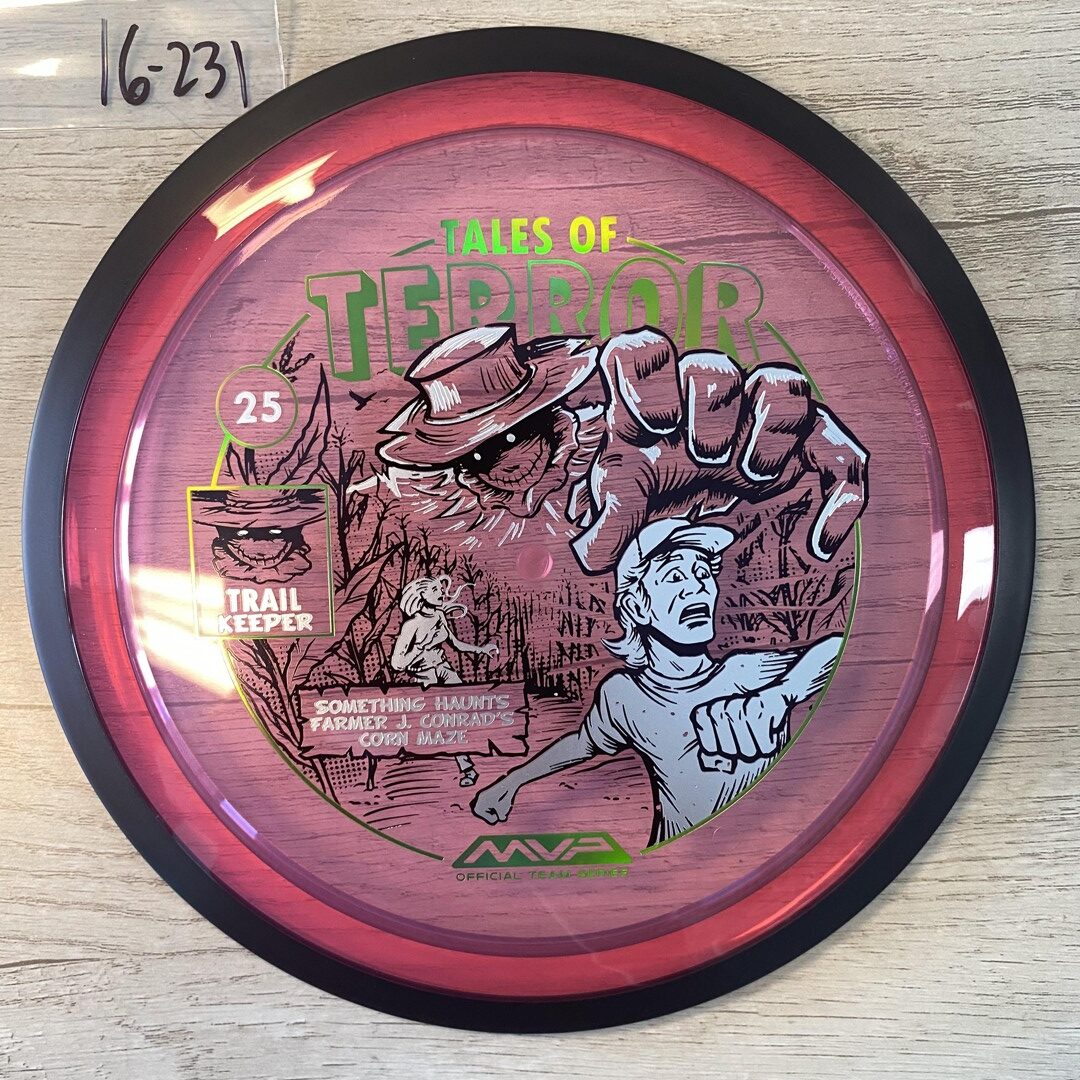 16-231
TALES OF
TERROR
25
TRAIL
KEEPER
SOMETHING HAUNTS
FARMER J. CONRAD'S
CORN MAZE
MVP
OFFICIAL TEAM SERIES